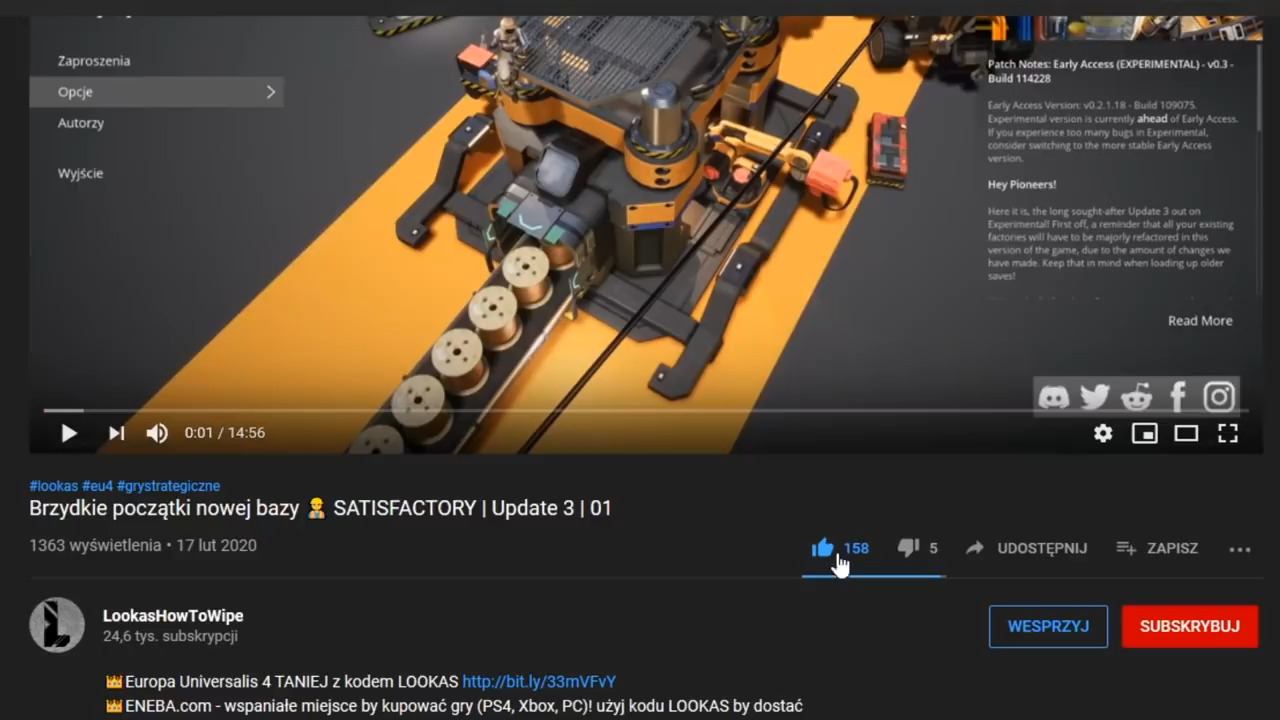 Zaproszenia
Opcje
Autorzy
Wyjście
Patch Notes: Early Access (EXPERIMENTAL) - v0.3 -
Build 114228
Early Access Version: v0.2.1.18 - Build 109075.
Experimental version is currently ahead of Early Access.
If you experience too many bugs in Experimental,
consider switching to the more stable Early Access
version.
Hey Pioneers!
Here it is, the long sought-after Update 3 out on
Experimental! First off, a reminder that all your existing
factories will have to be majorly refactored in this
version of the game, due to the amount of changes we
have made. Keep that in mind when loading up older
saves!
Read More
0:01 / 14:56
#lookas #eu4 #grystrategiczne
Brzydkie początki nowej bazy 👷 SATISFACTORY | Update 3 | 01
1363 wyświetlenia • 17 lut 2020
158
5
UDOSTĘPNIJ
ZAPISZ
LookasHowToWipe
24,6 tys. subskrypcji
WESPRZYJ
SUBSKRYBUJ
👑Europa Universalis 4 TANIEJ z kodem LOOKAS http://bit.ly/33mVFvY
👑ENEBA.com - wspaniałe miejsce by kupować gry (PS4, Xbox, PC)! użyj kodu LOOKAS by dostać